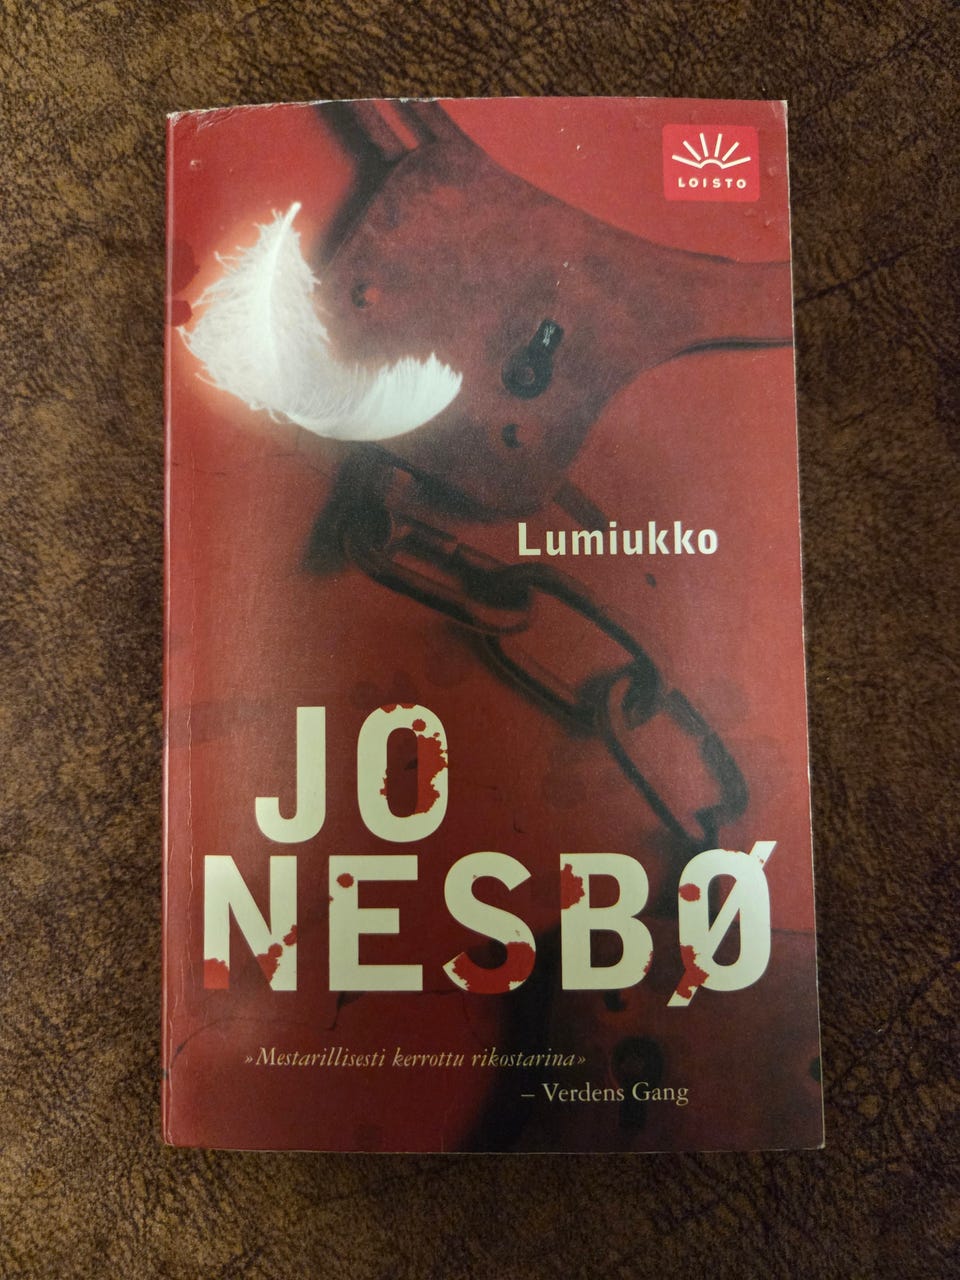 LOISTO
Lumiukko
JO
NESBØ
»Mestarillisesti kerrottu rikostarina»
– Verdens Gang